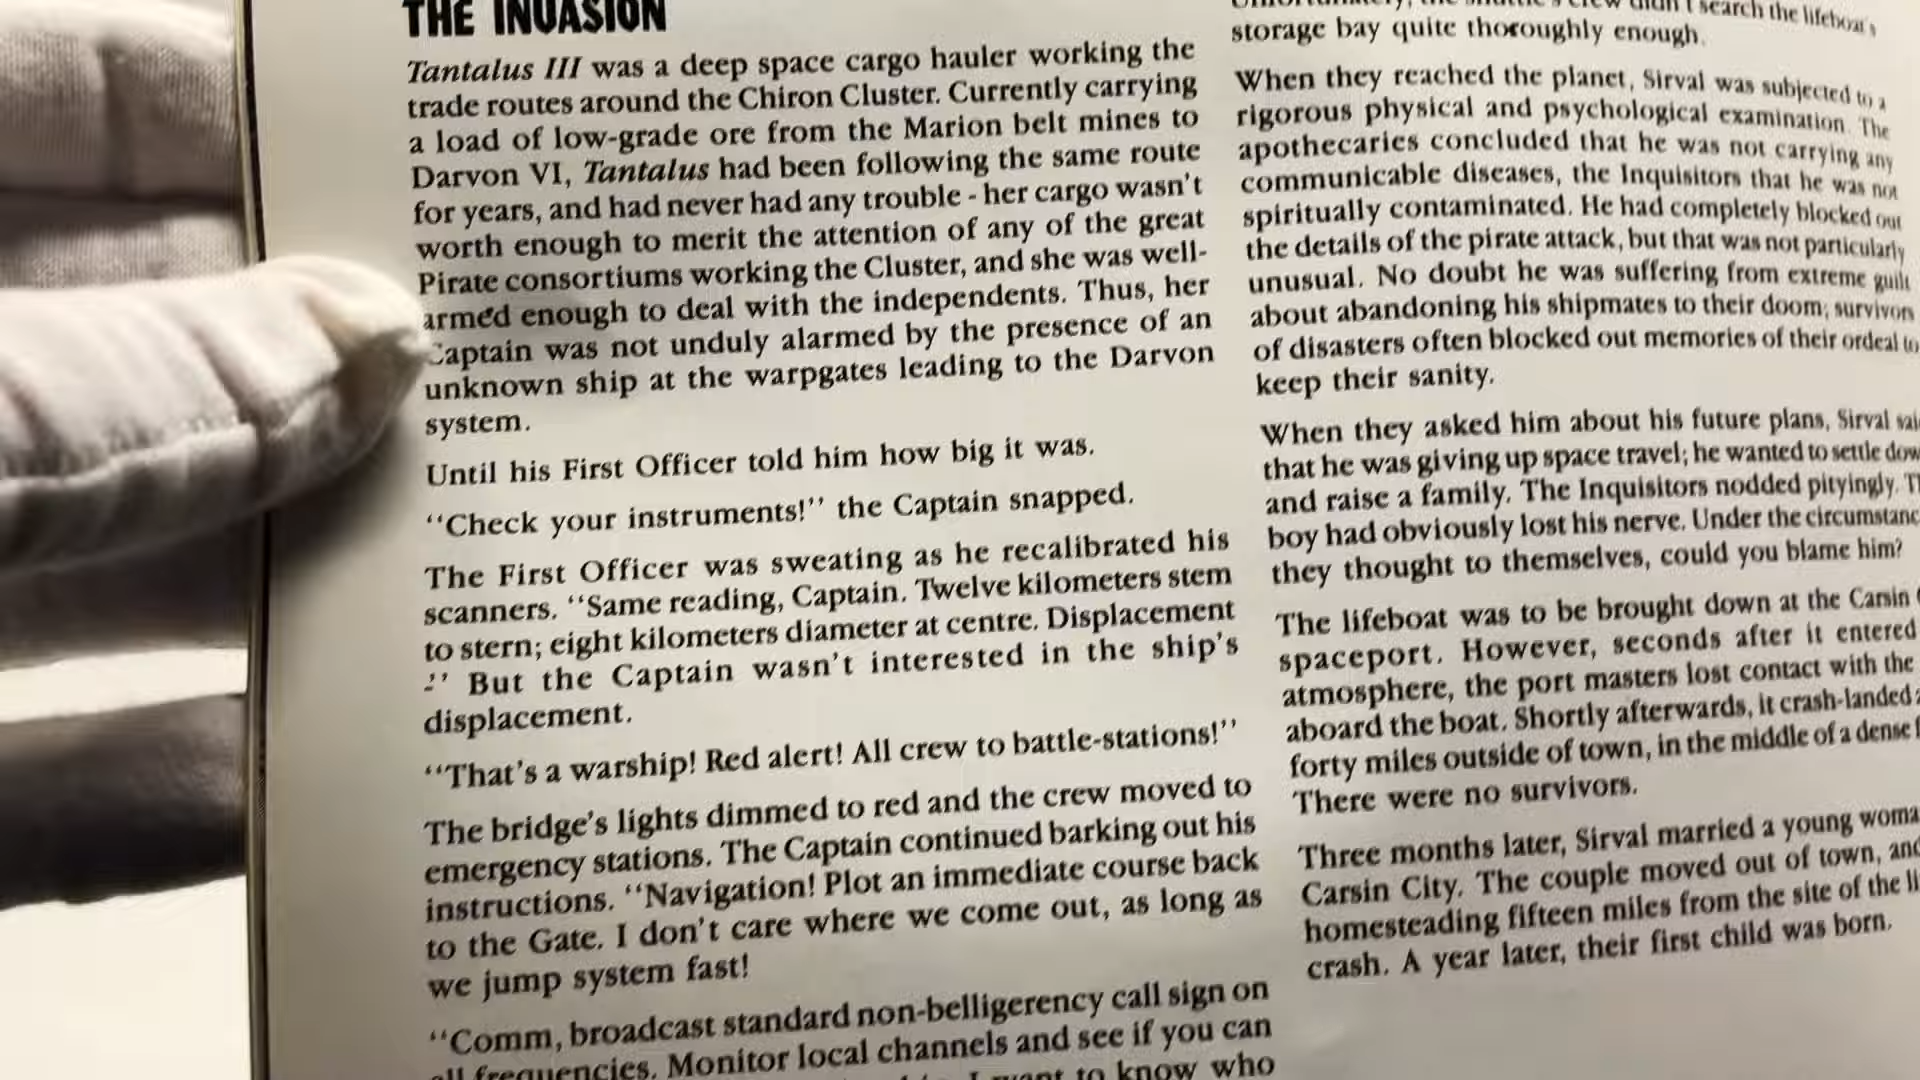 THE INVASION
Tantalus III was a deep space cargo hauler working the
trade routes around the Chiron Cluster. Currently carrying
a load of low-grade ore from the Marion belt mines to
Darvon VI, Tantalus had been following the same route
for years, and had never had any trouble - her cargo wasn't
worth enough to merit the attention of any of the great
Pirate consortiums working the Cluster, and she was well-
armed enough to deal with the independents. Thus, her
Captain was not unduly alarmed by the presence of an
unknown ship at the warpgates leading to the Darvon
system.
Until his First Officer told him how big it was.
"Check your instruments!" the Captain snapped.
The First Officer was sweating as he recalibrated his
scanners. "Same reading, Captain. Twelve kilometers stem
to stern; eight kilometers diameter at centre. Displacement
-" But the Captain wasn't interested in the ship's
displacement.
"That's a warship! Red alert! All crew to battle-stations!"
The bridge's lights dimmed to red and the crew moved to
emergency stations. The Captain continued barking out his
instructions. "Navigation! Plot an immediate course back
to the Gate. I don't care where we come out, as long as
we jump system fast!
"Comm, broadcast standard non-belligerency call sign on
all frequencies. Monitor local channels and see if you can
I want to know who
search the lifeboat's
storage bay quite thoroughly enough.
When they reached the planet, Sirval was subjected to a
rigorous physical and psychological examination. The
apothecaries concluded that he was not carrying any
communicable diseases, the Inquisitors that he was not
spiritually contaminated. He had completely blocked out
the details of the pirate attack, but that was not particularly
unusual. No doubt he was suffering from extreme guilt
about abandoning his shipmates to their doom; survivors
of disasters often blocked out memories of their ordeal to
keep their sanity.
When they asked him about his future plans, Sirval
that he was giving up space travel; he wanted to settle
and raise a family. The Inquisitors nodded pityingly.
boy had obviously lost his nerve. Under the
they thought to themselves, could you blame him?
The lifeboat was to be brought down at the Carsin
spaceport. However, seconds after it entered
atmosphere, the port masters lost contact with the
aboard the boat. Shortly afterwards, it crash-landed
forty miles outside of town, in the middle of a dense
There were no survivors.
Three months later, Sirval married a young
Carsin City. The couple moved out of town,
homesteading fifteen miles from the site of the
crash. A year later, their first child was born.